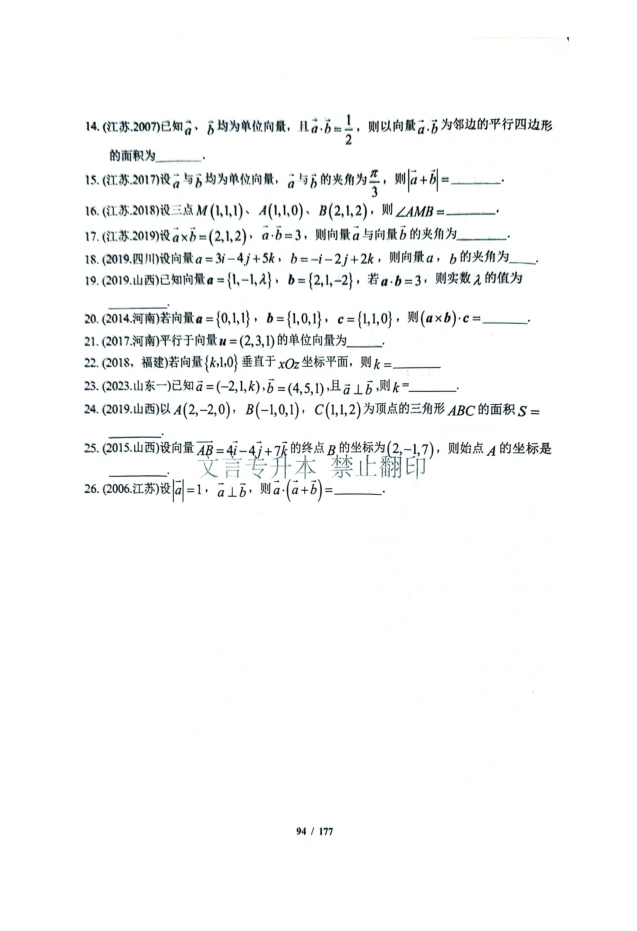 14. (江苏.2007)已知a⃗、b⃗ 均为单位向量，且a⃗·b⃗=1/2，则以向量a⃗·b⃗ 为邻边的平行四边形
的面积为______.
15. (江苏.2017)设a⃗与b⃗均为单位向量，a⃗与b⃗的夹角为π/3，则|a⃗+b⃗|=______.
16. (江苏.2018)设三点M(1,1,1)、A(1,1,0)、B(2,1,2)，则∠AMB=______.
17. (江苏.2019)设a⃗×b⃗=(2,1,2)，a⃗·b⃗=3，则向量a⃗与向量b⃗的夹角为______.
18. (2019.四川)设向量a=3i−4j+5k，b=−i−2j+2k，则向量a，b的夹角为____.
19. (2019.山西)已知向量a={1,−1,λ}，b={2,1,−2}，若a·b=3，则实数λ的值为
______.
20. (2014.河南)若向量a={0,1,1}，b={1,0,1}，c={1,1,0}，则(a×b)·c=______.
21. (2017.河南)平行于向量u=(2,3,1)的单位向量为_____.
22. (2018，福建)若向量{k,1,0}垂直于xOz坐标平面，则k=______
23. (2023.山东一)已知a⃗=(−2,1,k),b⃗=(4,5,1),且a⃗⊥b⃗,则k=______.
24. (2019.山西)以A(2,−2,0)，B(−1,0,1)，C(1,1,2)为顶点的三角形ABC的面积S=
______.
25. (2015.山西)设向量AB⃗=4i⃗−4j⃗+7k⃗的终点B的坐标为(2,−1,7)，则始点A的坐标是
______.
文言专升本 禁止翻印
26. (2006.江苏)设|a⃗|=1，a⃗⊥b⃗，则a⃗·(a⃗+b⃗)=______.
94 / 177